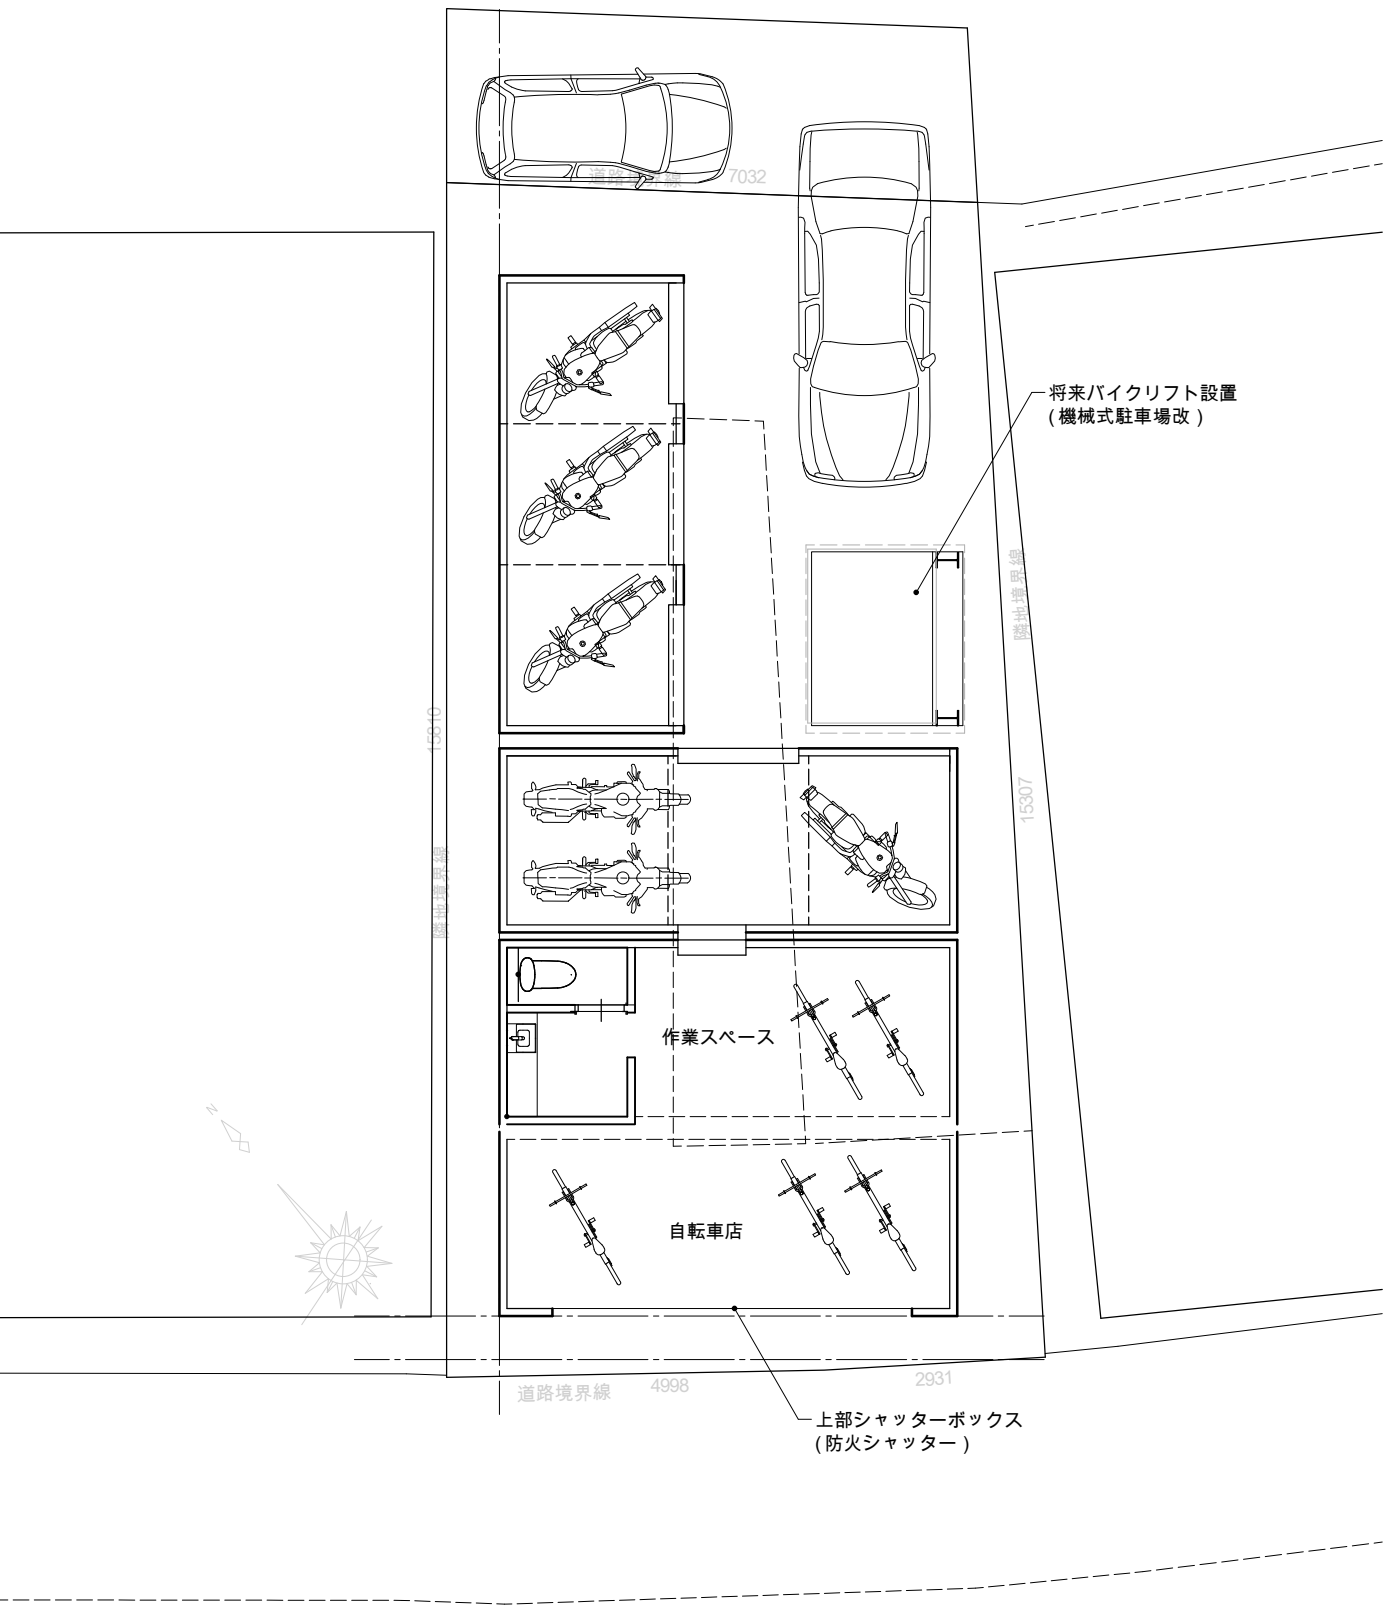 道路境界線
7032
将来バイクリフト設置
(機械式駐車場改)
隣地境界線
15810
15307
隣地境界線
作業スペース
N
自転車店
道路境界線
4998
2931
上部シャッターボックス
(防火シャッター)